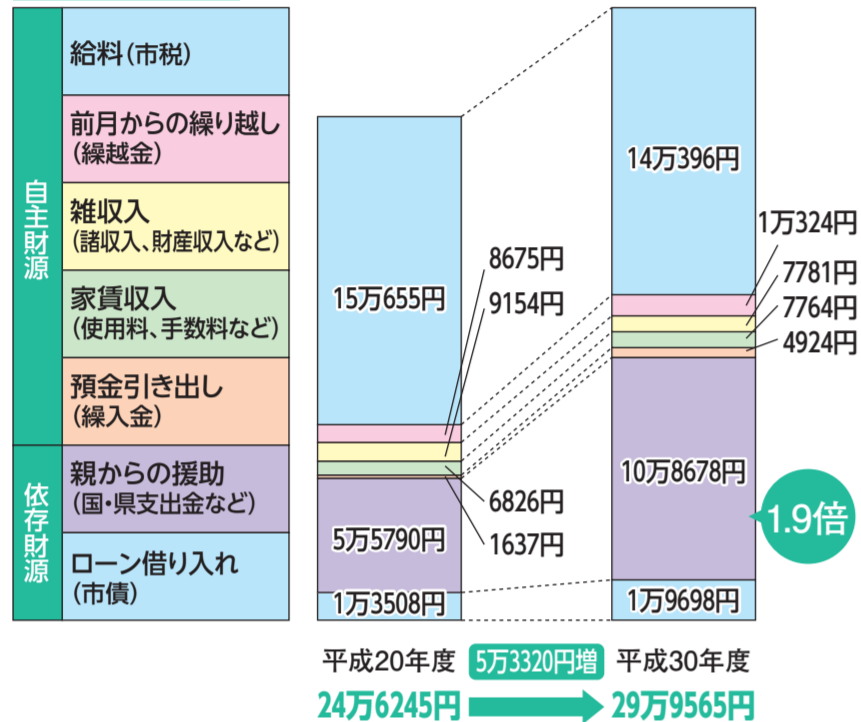 自主財源
給料(市税)
前月からの繰り越し
(繰越金)
雑収入
(諸収入、財産収入など)
家賃収入
(使用料、手数料など)
預金引き出し
(繰入金)
依存財源
親からの援助
(国・県支出金など)
ローン借り入れ
(市債)
15万655円
8675円
9154円
6826円
1637円
5万5790円
1万3508円
14万396円
1万324円
7781円
7764円
4924円
10万8678円
1.9倍
1万9698円
平成20年度
5万3320円増
平成30年度
24万6245円
29万9565円